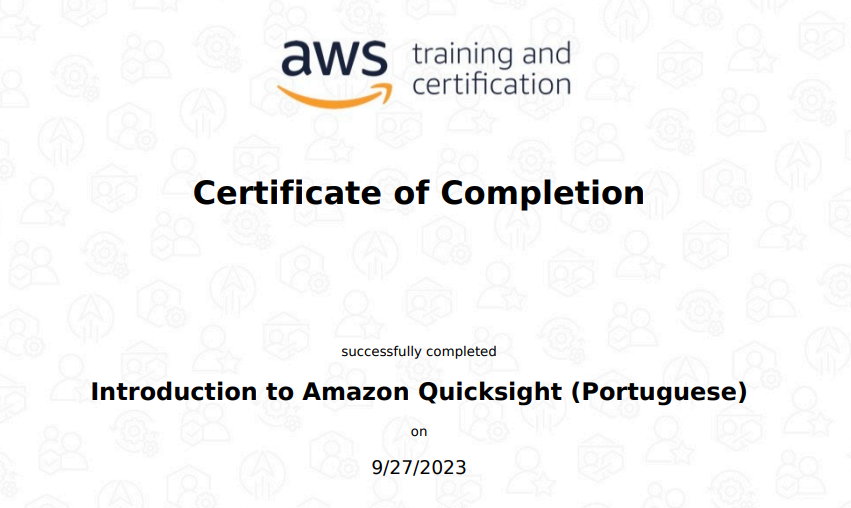 aws training and
certification
Certificate of Completion
successfully completed
Introduction to Amazon Quicksight (Portuguese)
on
9/27/2023